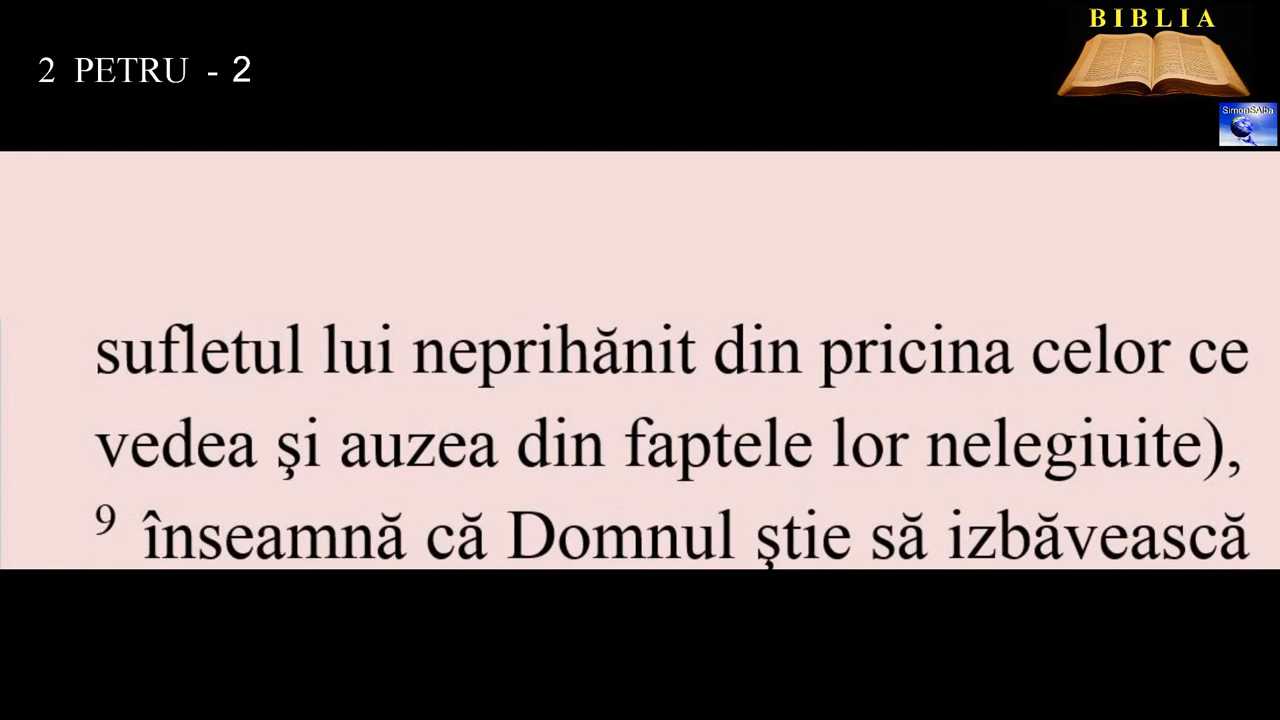 BIBLIA
2 PETRU - 2
SimonSAlba
sufletul lui neprihănit din pricina celor ce
vedea şi auzea din faptele lor nelegiuite),
9 înseamnă că Domnul ştie să izbăvească